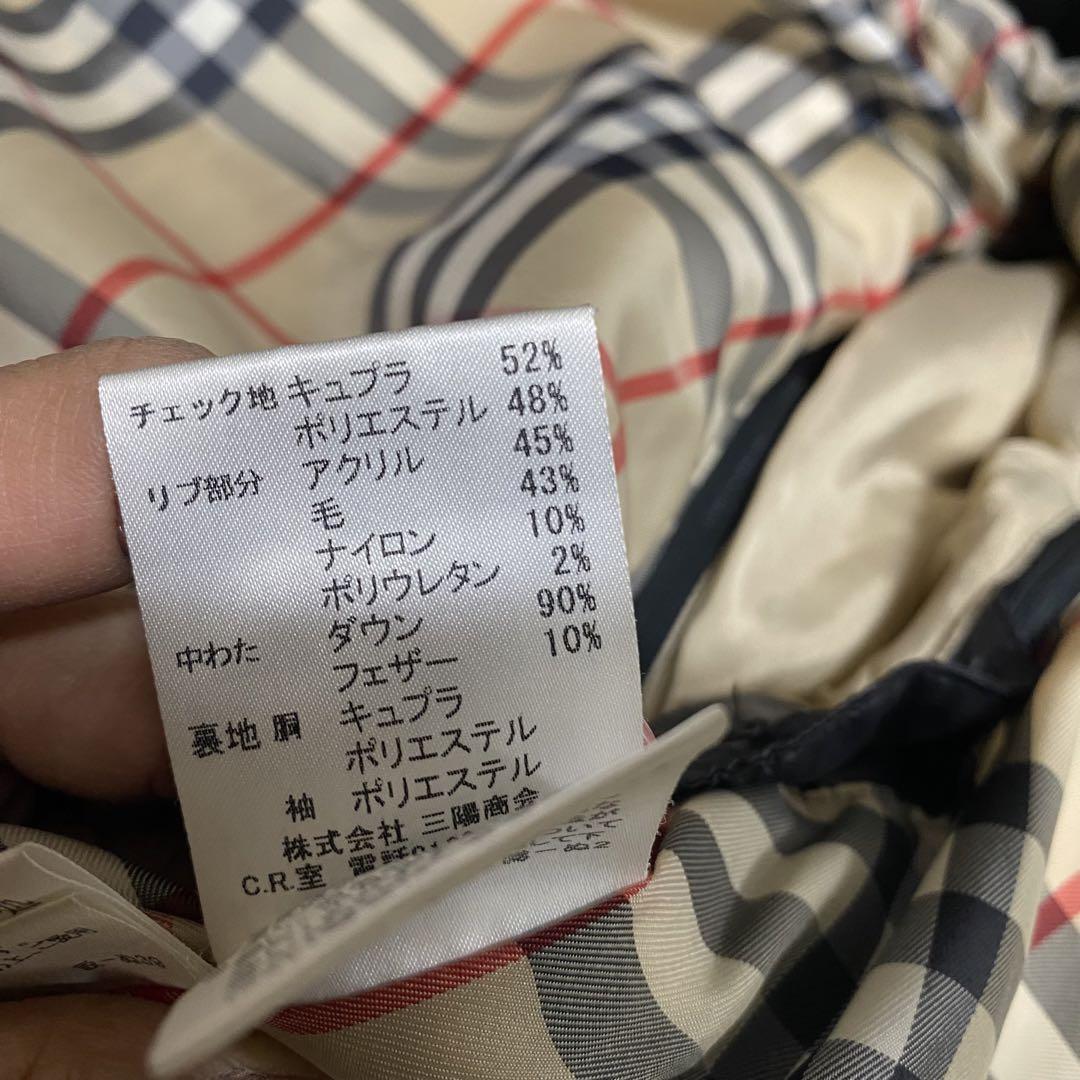 チェック地 キュプラ 52%
ポリエステル 48%
リブ部分 アクリル 45%
毛 43%
ナイロン 10%
ポリウレタン 2%
中わた ダウン 90%
フェザー 10%
裏地 胴 キュプラ
ポリエステル
袖 ポリエステル
株式会社 三陽商会
C.R.室 電話